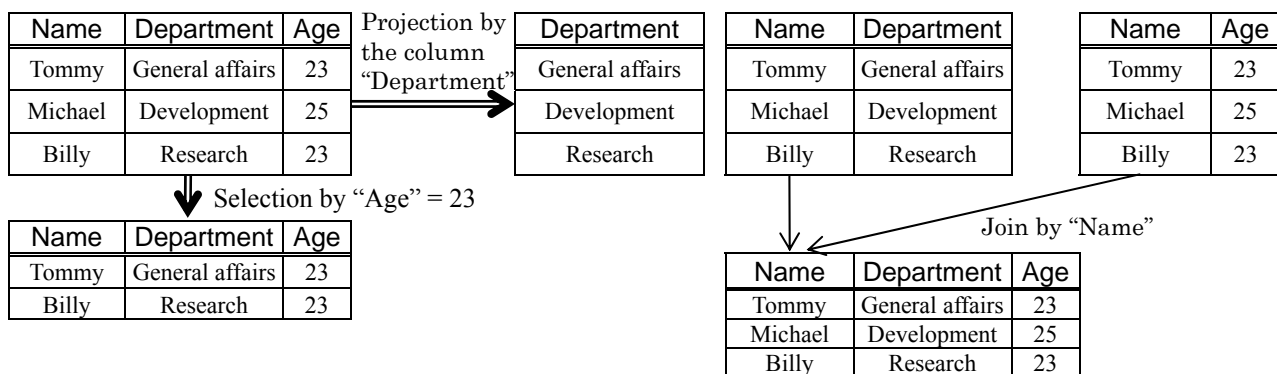 Name Department Age
Tommy General affairs 23
Michael Development 25
Billy Research 23
Projection by
the column
“Department”
Department
General affairs
Development
Research
Selection by “Age” = 23
Name Department Age
Tommy General affairs 23
Billy Research 23
Name Department
Tommy General affairs
Michael Development
Billy Research
Name Age
Tommy 23
Michael 25
Billy 23
Join by “Name”
Name Department Age
Tommy General affairs 23
Michael Development 25
Billy Research 23